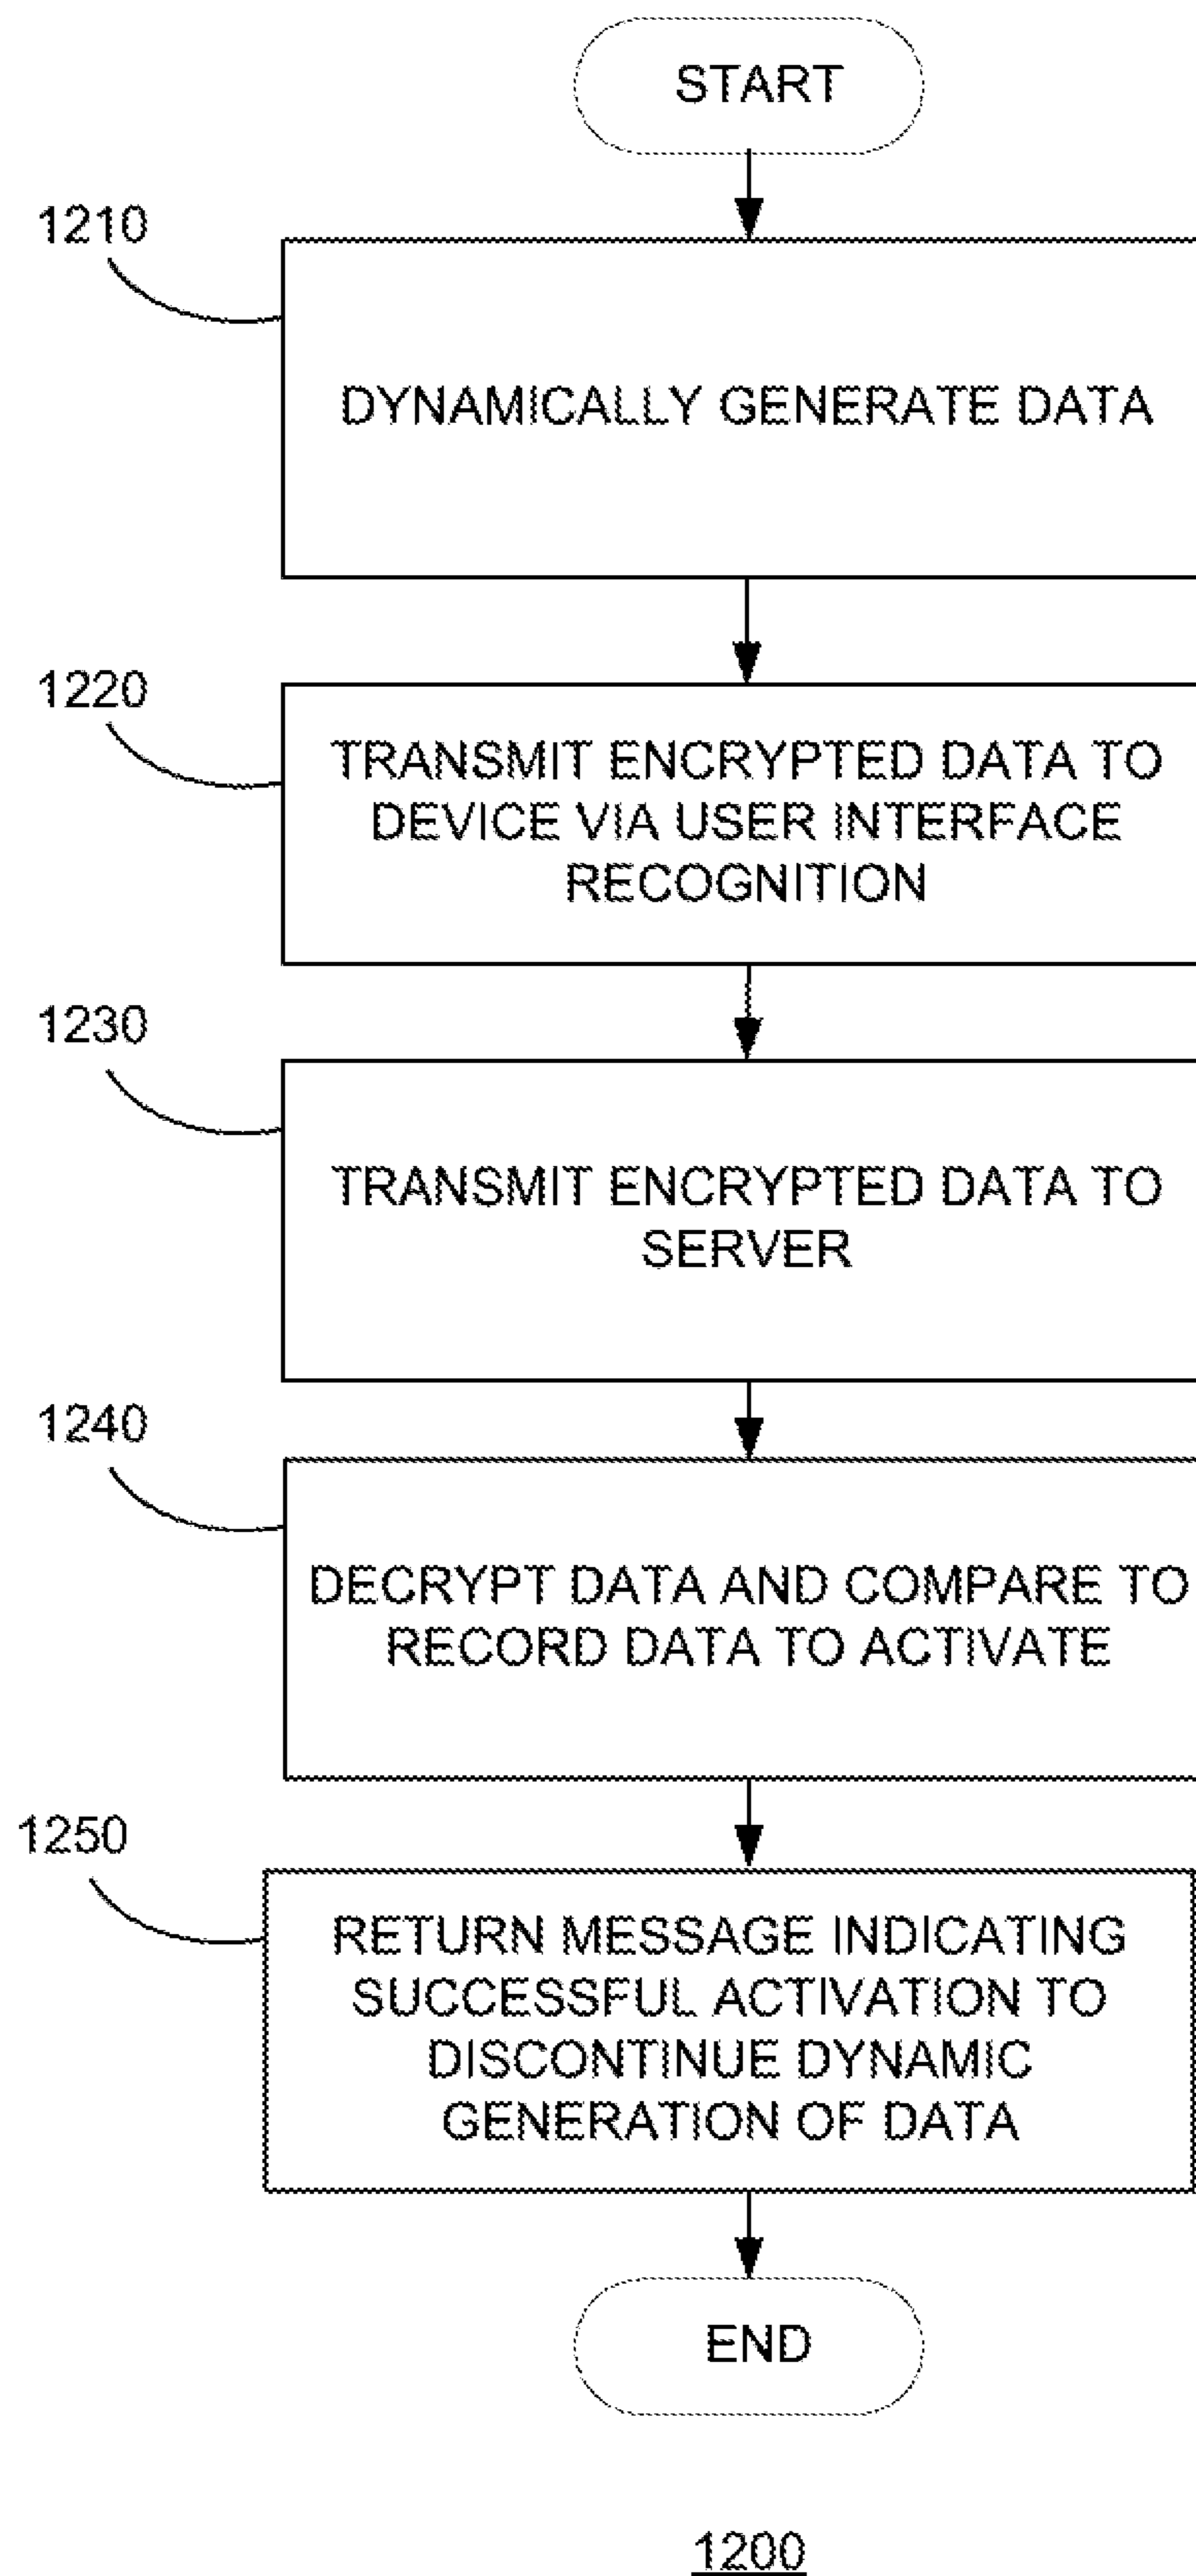 START
1210
DYNAMICALLY GENERATE DATA
1220
TRANSMIT ENCRYPTED DATA TO
DEVICE VIA USER INTERFACE
RECOGNITION
1230
TRANSMIT ENCRYPTED DATA TO
SERVER
1240
DECRYPT DATA AND COMPARE TO
RECORD DATA TO ACTIVATE
1250
RETURN MESSAGE INDICATING
SUCCESSFUL ACTIVATION TO
DISCONTINUE DYNAMIC
GENERATION OF DATA
END
1200